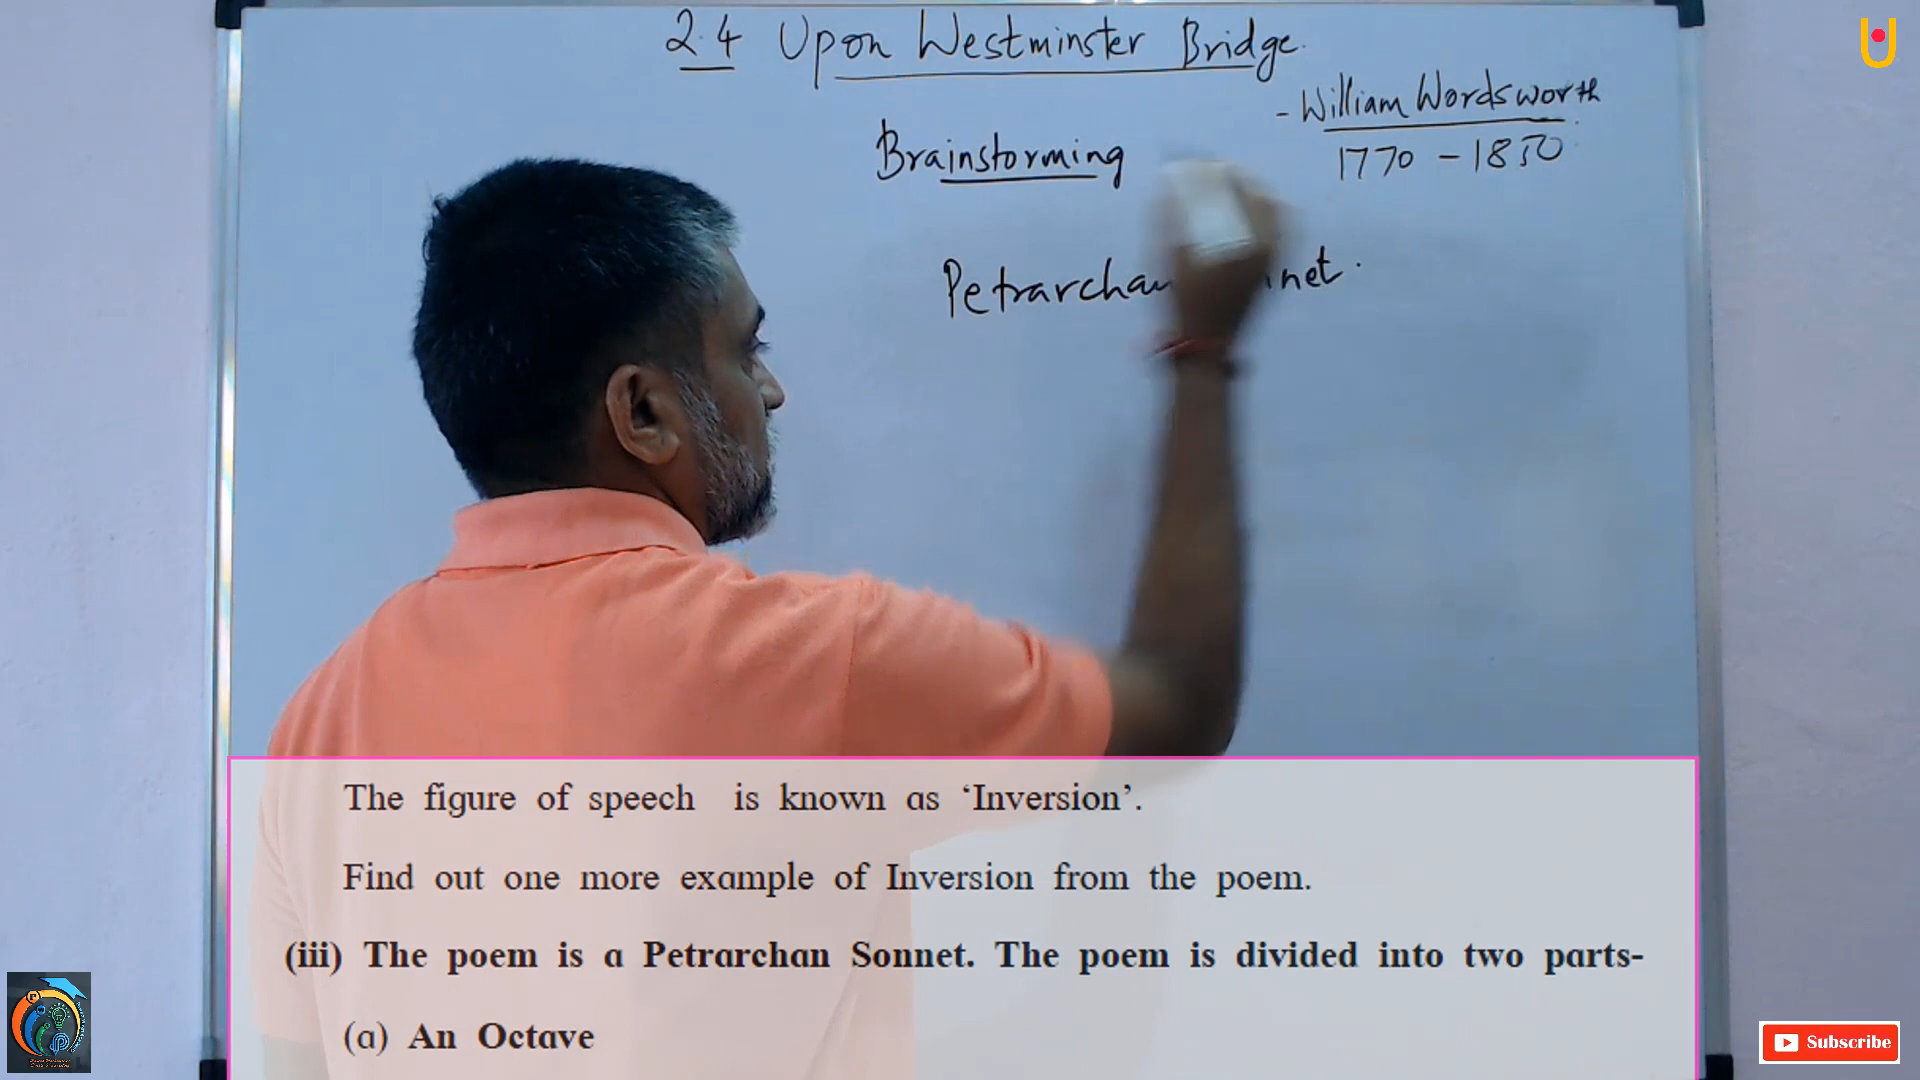 2.4 Upon Westminster Bridge.
- William Wordsworth
1770 - 1850
Brainstorming
Petrarchan
The figure of speech is known as ‘Inversion’.
Find out one more example of Inversion from the poem.
(iii) The poem is a Petrarchan Sonnet. The poem is divided into two parts-
(a) An Octave
Subscribe